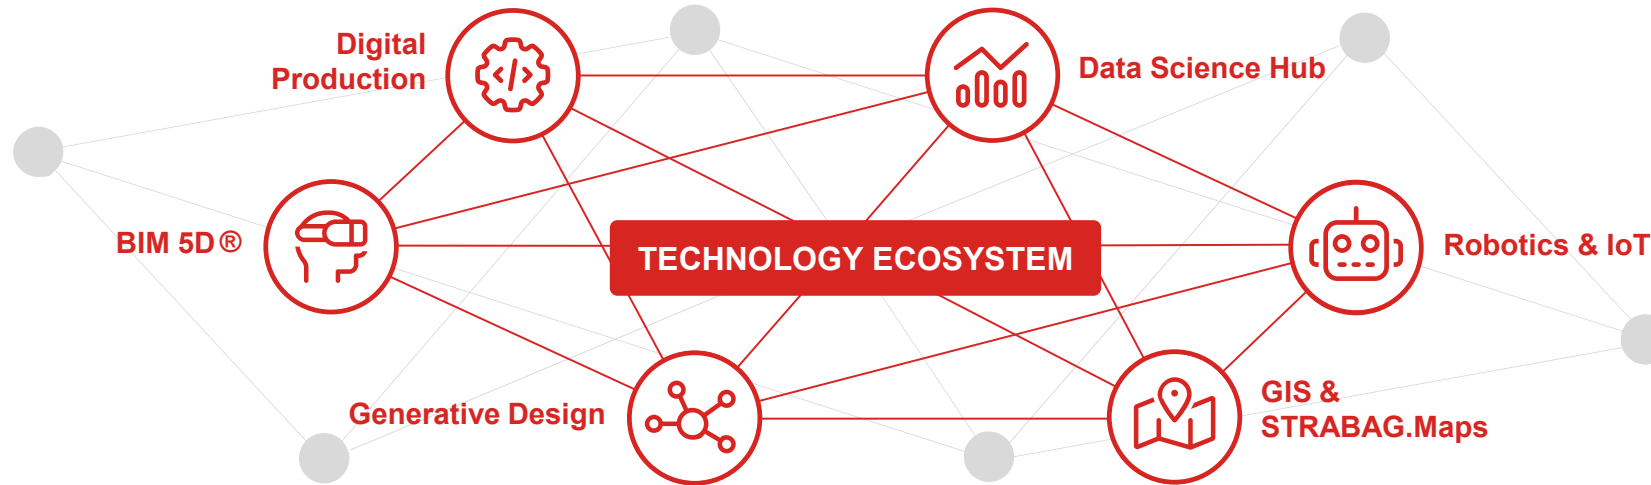 Digital
Production
Data Science Hub
BIM 5D®
TECHNOLOGY ECOSYSTEM
Robotics & IoT
Generative Design
GIS &
STRABAG.Maps